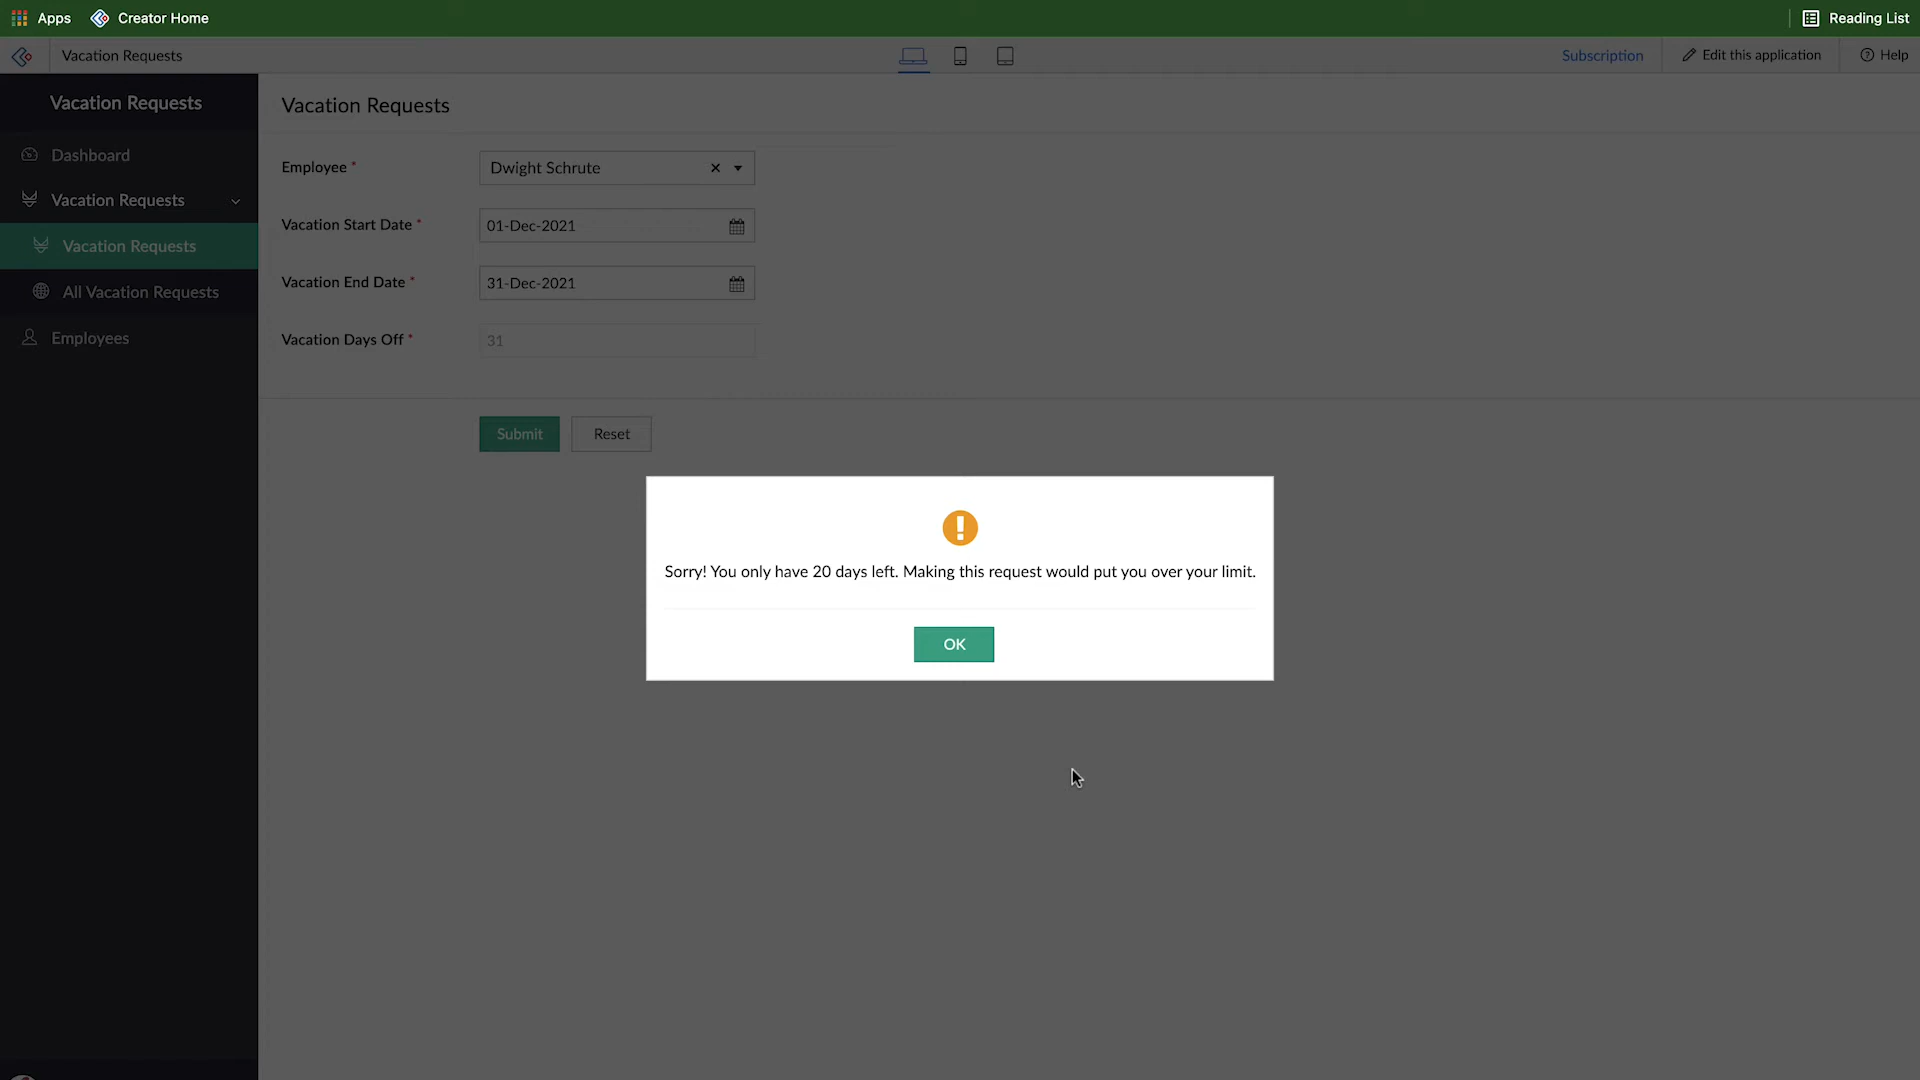 Apps
Creator Home
Reading List
Vacation Requests
Subscription
Edit this application
Help
Vacation Requests
Dashboard
Vacation Requests
Vacation Requests
All Vacation Requests
Employees
Vacation Requests
Employee *
Dwight Schrute
Vacation Start Date *
01-Dec-2021
Vacation End Date *
31-Dec-2021
Vacation Days Off *
31
Submit
Reset
Sorry! You only have 20 days left. Making this request would put you over your limit.
OK